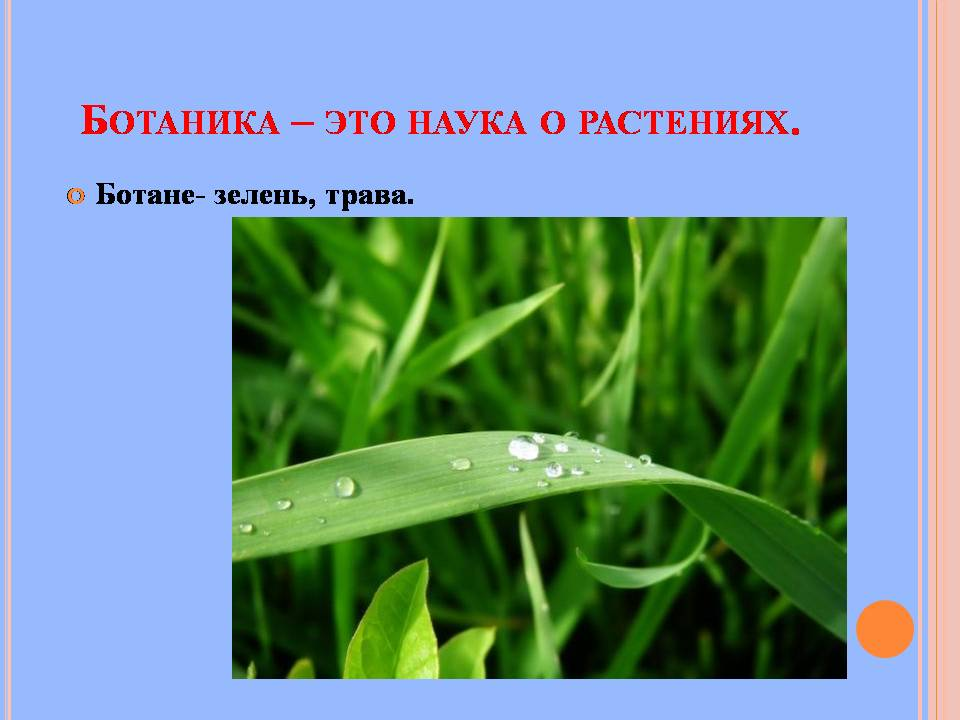 Ботаника – это наука о растениях.
Ботане- зелень, трава.